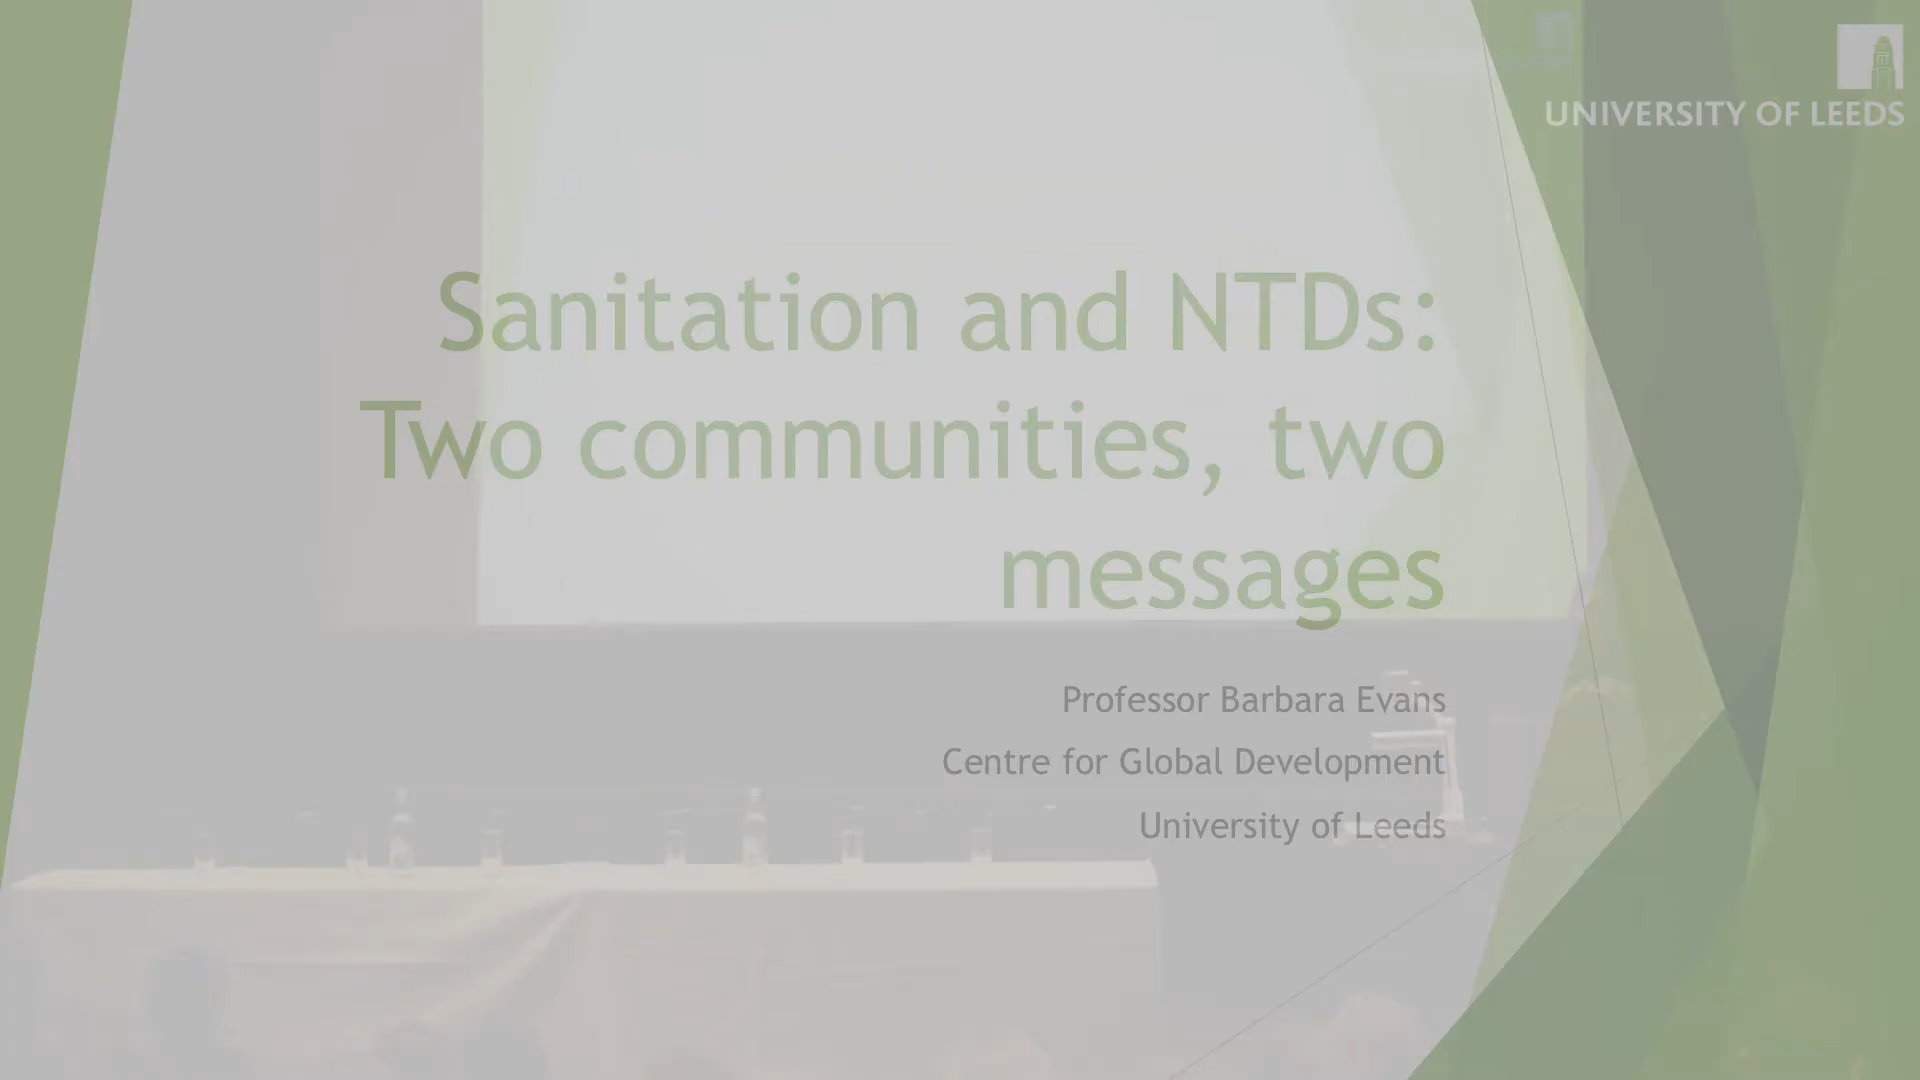 UNIVERSITY OF LEEDS
Sanitation and NTDs:
Two communities, two
messages
Professor Barbara Evans
Centre for Global Development
University of Leeds